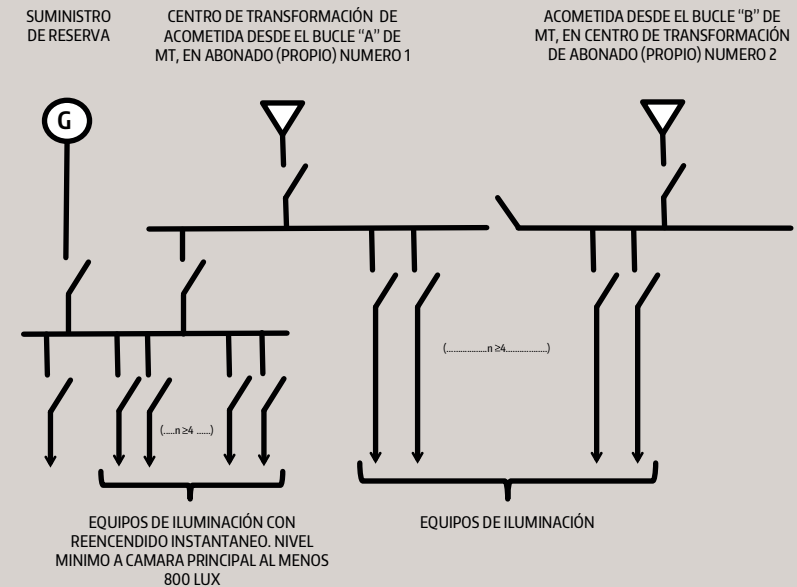 SUMINISTRO
DE RESERVA
CENTRO DE TRANSFORMACIÓN DE
ACOMETIDA DESDE EL BUCLE “A” DE
MT, EN ABONADO (PROPIO) NUMERO 1
ACOMETIDA DESDE EL BUCLE “B” DE
MT, EN CENTRO DE TRANSFORMACIÓN
DE ABONADO (PROPIO) NUMERO 2
G
(..................n ≥4.................)
(.....n ≥4 ......)
EQUIPOS DE ILUMINACIÓN CON
REENCENDIDO INSTANTANEO. NIVEL
MINIMO A CAMARA PRINCIPAL AL MENOS
800 LUX
EQUIPOS DE ILUMINACIÓN